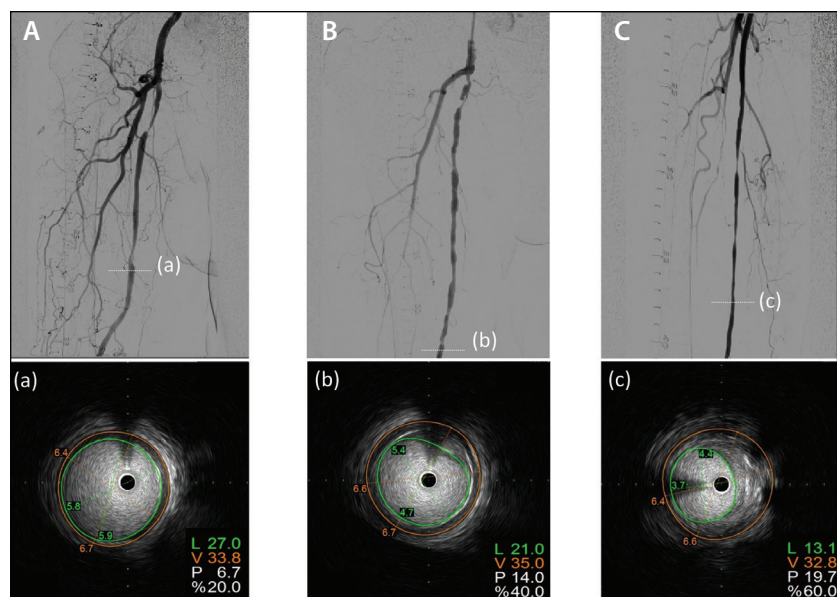 A
B
C
(a)
(b)
(c)
(a)
6.4
5.8
5.9
6.7
L 27.0
V 33.8
P 6.7
%20.0
(b)
5.4
6.6
4.7
6.7
L 21.0
V 35.0
P 14.0
%40.0
(c)
4.4
3.7
6.4
6.6
L 13.1
V 32.8
P 19.7
%60.0